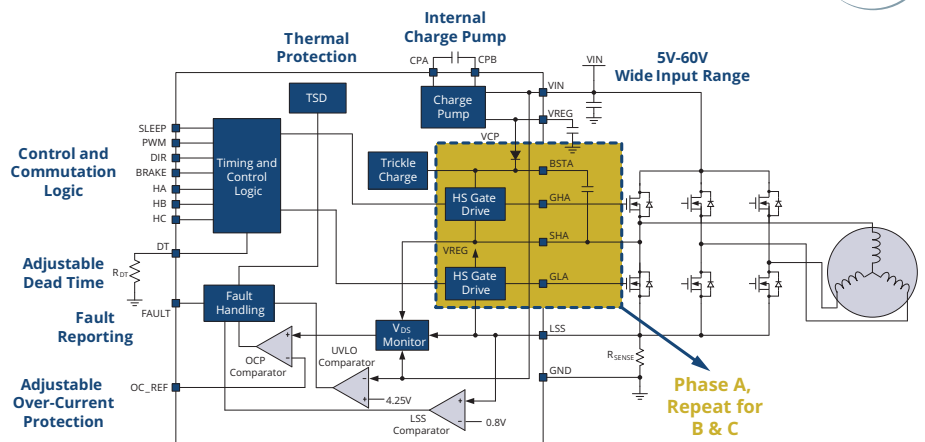 Internal
Charge Pump
Thermal
Protection
5V-60V
Wide Input Range
CPA
CPB
VIN
VIN
TSD
Charge
Pump
VREG
VCP
SLEEP
PWM
DIR
BRAKE
HA
HB
HC
Control and
Commutation
Logic
Timing and
Control
Logic
Trickle
Charge
BSTA
HS Gate
Drive
GHA
SHA
VREG
HS Gate
Drive
GLA
DT
RDT
Adjustable
Dead Time
Fault
Handling
FAULT
Fault
Reporting
VDS
Monitor
LSS
OCP
Comparator
UVLO
Comparator
RSENSE
GND
OC_REF
Adjustable
Over-Current
Protection
4.25V
LSS
Comparator
0.8V
+
−
−
+
+
−
Phase A,
Repeat for
B & C